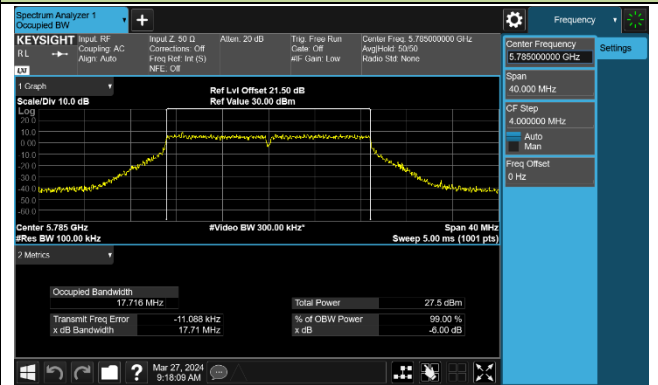 Spectrum Analyzer 1
Occupied BW
Frequency
KEYSIGHT
Input: RF
Coupling: AC
Align: Auto
Input Z: 50 Ω
Corrections: Off
Freq Ref: Int (S)
NFE: Off
Atten: 20 dB
Trig: Free Run
Gate: Off
#IF Gain: Low
Center Freq: 5.785000000 GHz
Avg|Hold: 50/50
Radio Std: None
RL
LXI
Center Frequency
5.785000000 GHz
Settings
Span
40.000 MHz
CF Step
4.000000 MHz
Auto
Man
Freq Offset
0 Hz
1 Graph
Scale/Div 10.0 dB
Ref Lvl Offset 21.50 dB
Ref Value 30.00 dBm
Log
20.0
10.0
0.00
-10.0
-20.0
-30.0
-40.0
-50.0
-60.0
Center 5.785 GHz
#Res BW 100.00 kHz
#Video BW 300.00 kHz*
Span 40 MHz
Sweep 5.00 ms (1001 pts)
2 Metrics
Occupied Bandwidth
17.716 MHz
Total Power 27.5 dBm
Transmit Freq Error -11.088 kHz
% of OBW Power 99.00 %
x dB Bandwidth 17.71 MHz
x dB -6.00 dB
Mar 27, 2024
9:18:09 AM